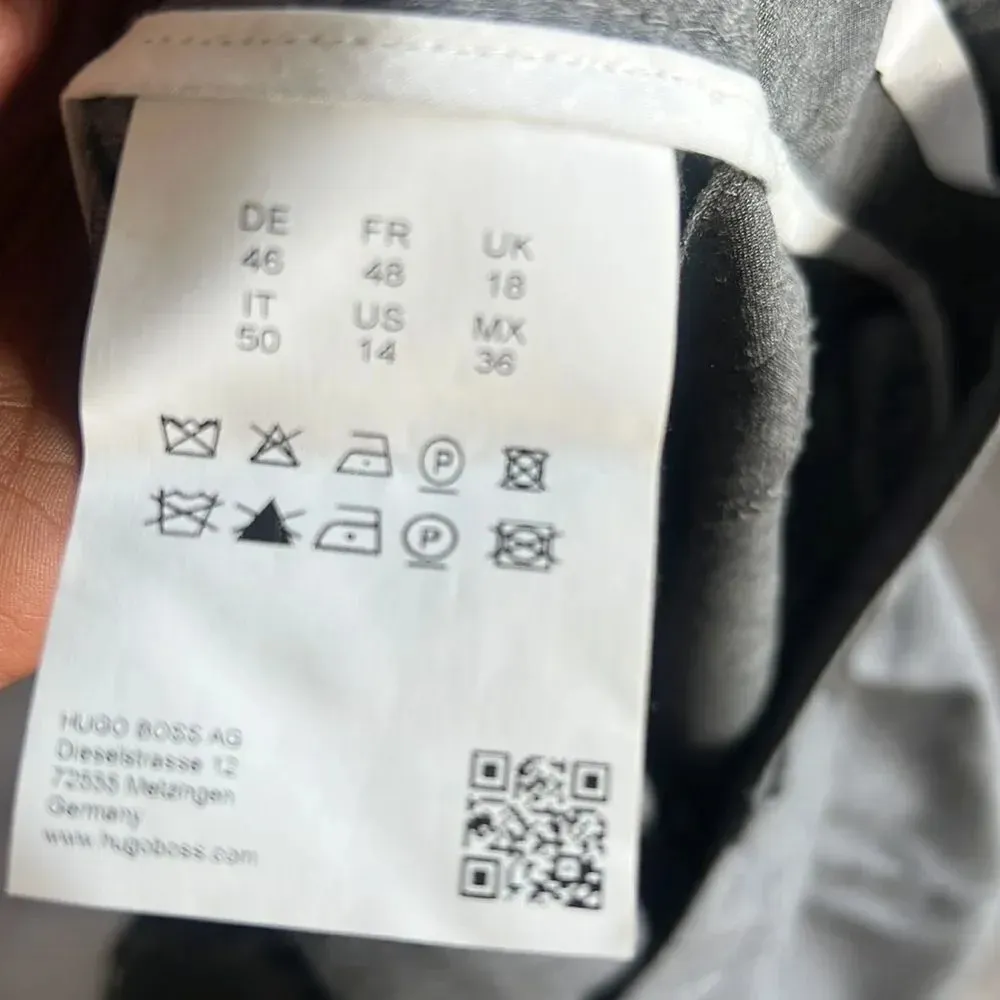 DE FR UK
46 48 18
IT US MX
50 14 36
P
P
HUGO BOSS AG
Dieselstrasse 12
72555 Metzingen
Germany
www.hugoboss.com